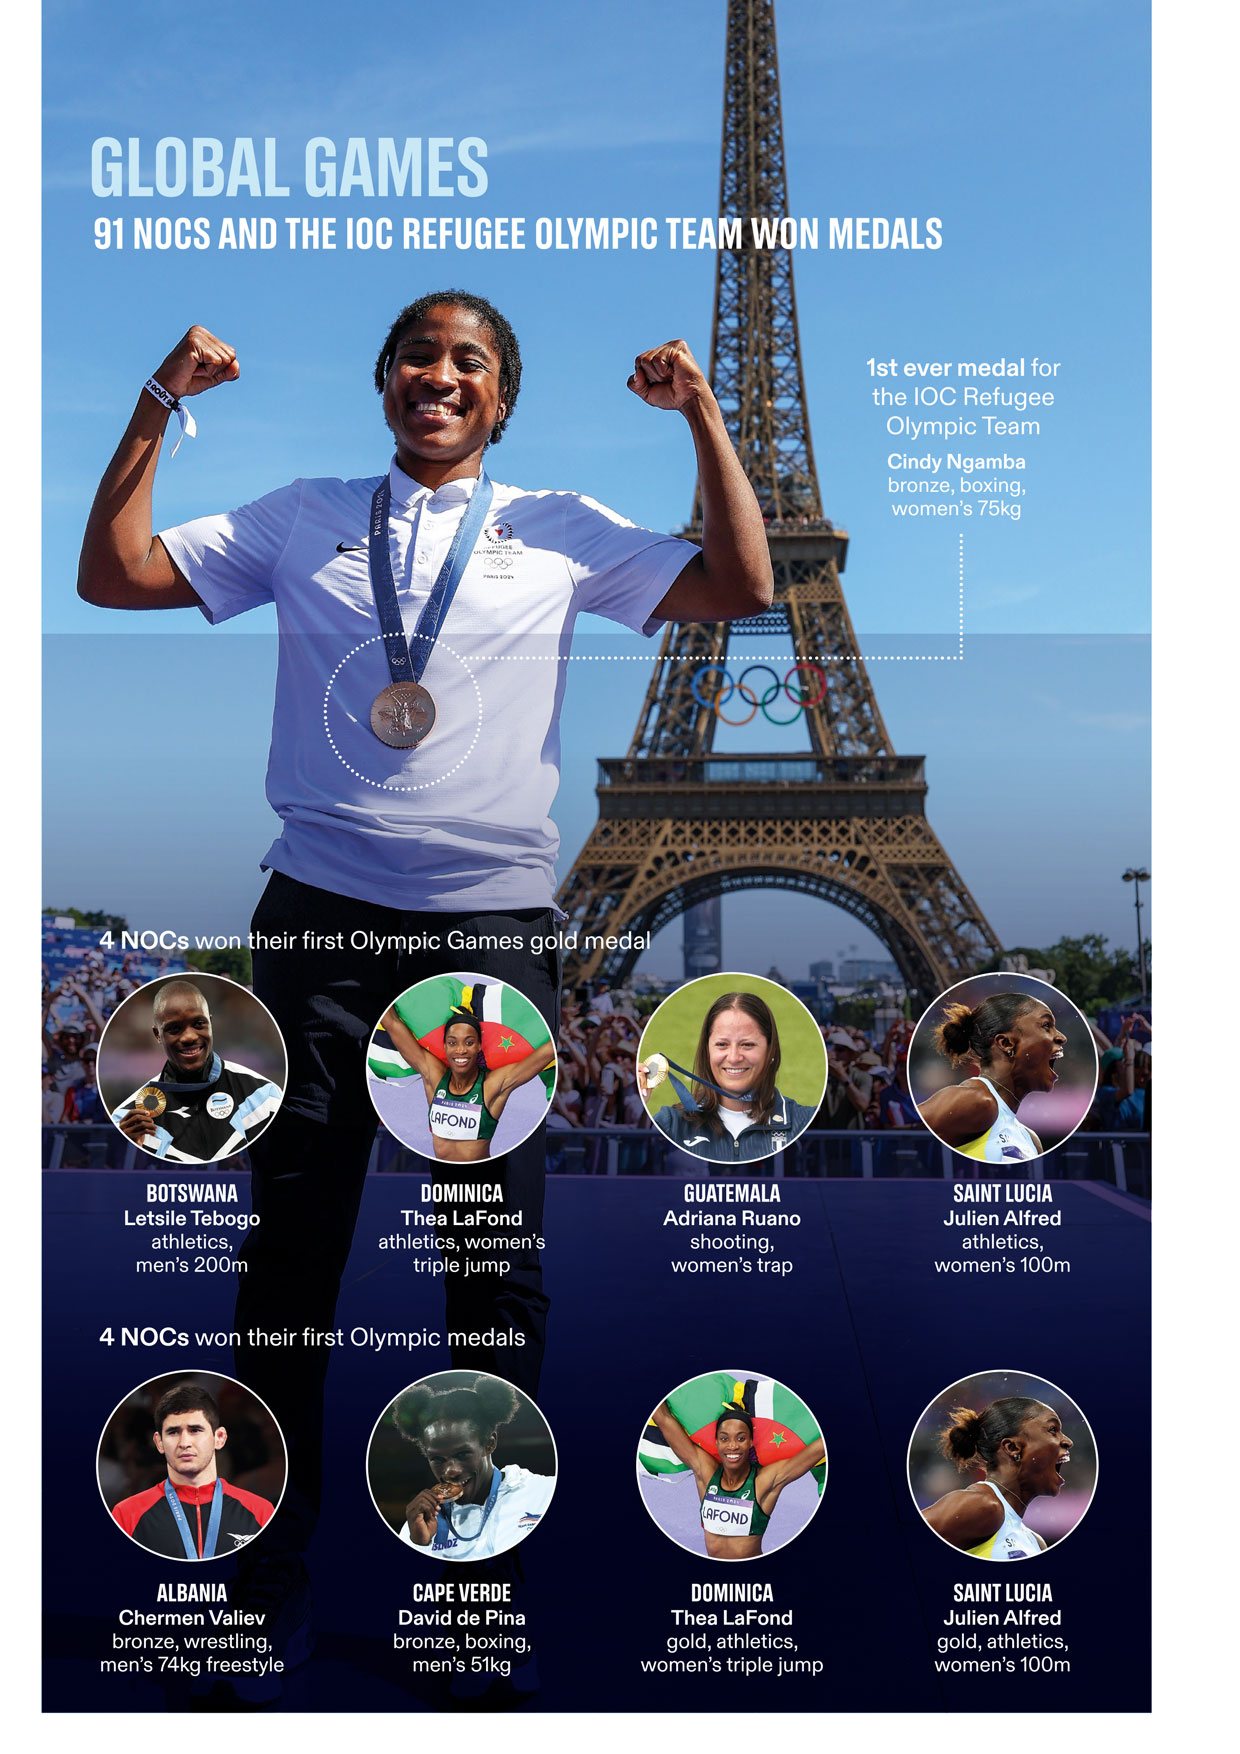 GLOBAL GAMES
91 NOCS AND THE IOC REFUGEE OLYMPIC TEAM WON MEDALS
1st ever medal for
the IOC Refugee
Olympic Team
Cindy Ngamba
bronze, boxing,
women's 75kg
PARIS 2024
REFUGEE
OLYMPIC TEAM
PARIS 2024
4 NOCs won their first Olympic Games gold medal
LAFOND
BOTSWANA
Letsile Tebogo
athletics,
men's 200m
DOMINICA
Thea LaFond
athletics, women's
triple jump
GUATEMALA
Adriana Ruano
shooting,
women's trap
SAINT LUCIA
Julien Alfred
athletics,
women's 100m
4 NOCs won their first Olympic medals
LAFOND
ALBANIA
Chermen Valiev
bronze, wrestling,
men's 74kg freestyle
CAPE VERDE
David de Pina
bronze, boxing,
men's 51kg
DOMINICA
Thea LaFond
gold, athletics,
women's triple jump
SAINT LUCIA
Julien Alfred
gold, athletics,
women's 100m